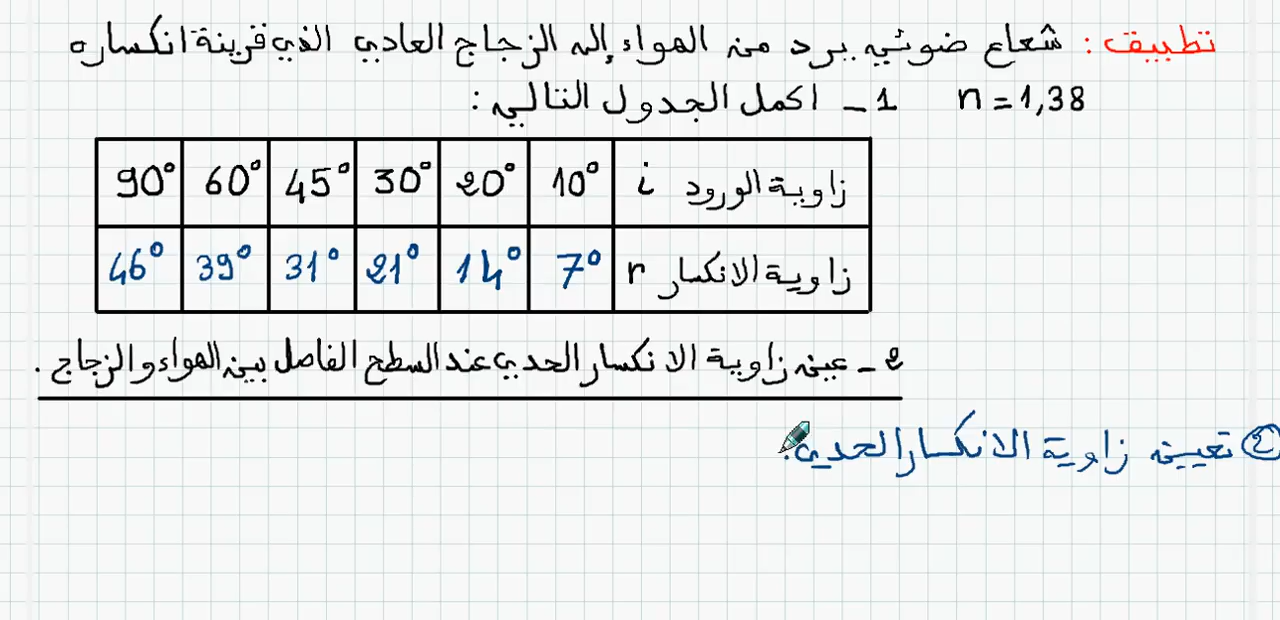 تطبيق : شعاع ضوئي يرد من الهواء إلى الزجاج العادي الذي قرينة انكساره
n = 1,38 1 _ اكمل الجدول التالي :
زاوية الورود i 10° 20° 30° 45° 60° 90°
زاوية الانكسار r 7° 14° 21° 31° 39° 46°
2 _ عين زاوية الانكسار الحدي عند السطح الفاصل بين الهواء والزجاج .
2 تعيين زاوية الانكسار الحدي :